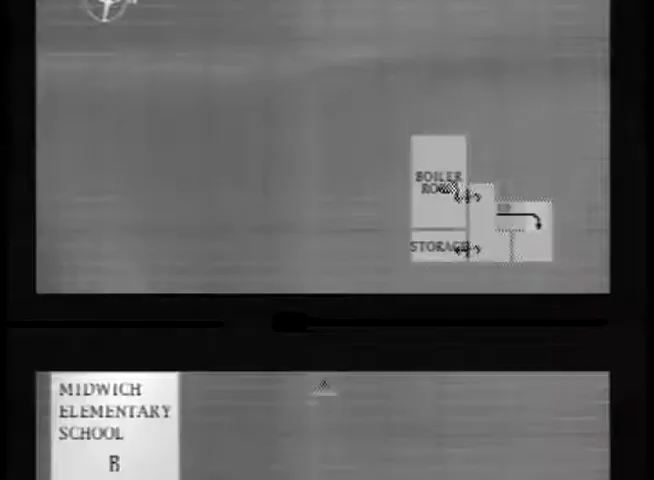 BOILER
ROOM
STORAGE
MIDWICH
ELEMENTARY
SCHOOL
B